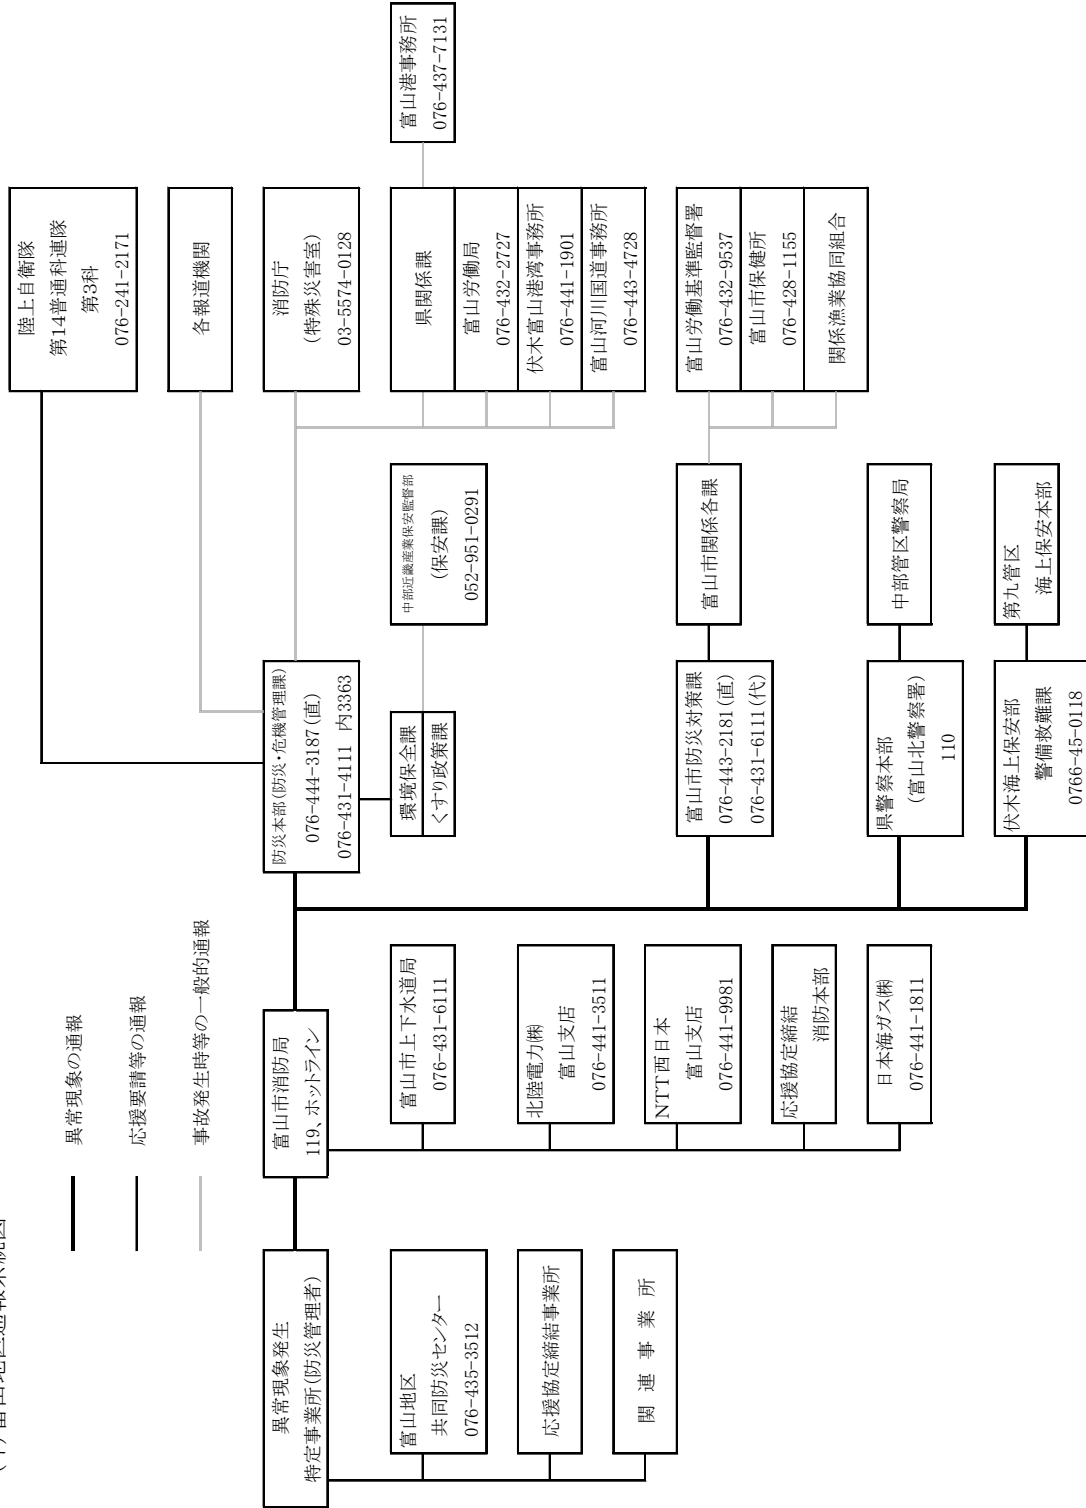 (イ)富山地区通報系統図
異常現象の通報
応援要請等の通報
事故発生時等の一般的通報
異常現象発生
特定事業所(防災管理者)
富山地区
共同防災センター
076-435-3512
応援協定締結事業所
関連事業所
富山市消防局
119、ホットライン
富山市上下水道局
076-431-6111
北陸電力㈱
富山支店
076-441-3511
NTT西日本
富山支店
076-441-9981
応援協定締結
消防本部
日本海ガス㈱
076-441-1811
防災本部(防災・危機管理課)
076-444-3187(直)
076-431-4111 内3363
環境保全課
くすり政策課
富山市防災対策課
076-443-2181(直)
076-431-6111(代)
県警察本部
(富山北警察署)
110
伏木海上保安部
警備救難課
0766-45-0118
中部近畿産業保安監督部
(保安課)
052-951-0291
富山市関係各課
中部管区警察局
第九管区
海上保安本部
陸上自衛隊
第14普通科連隊
第3科
076-241-2171
各報道機関
消防庁
(特殊災害室)
03-5574-0128
県関係課
富山労働局
076-432-2727
伏木富山港湾事務所
076-441-1901
富山河川国道事務所
076-443-4728
富山労働基準監督署
076-432-9537
富山市保健所
076-428-1155
関係漁業協同組合
富山港事務所
076-437-7131